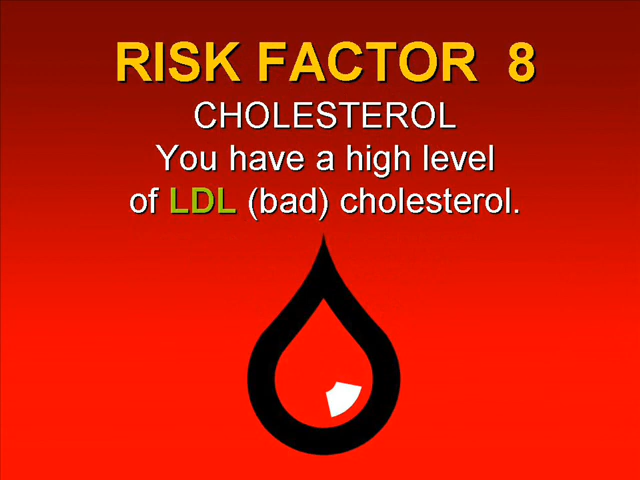 RISK FACTOR 8
CHOLESTEROL
You have a high level
of LDL (bad) cholesterol.